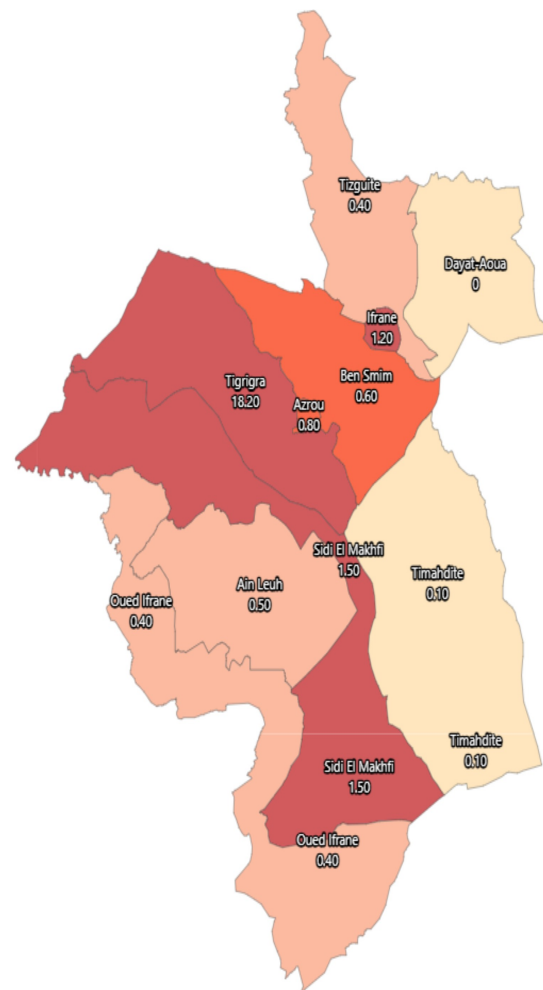 Tizguite
0.40
Dayat-Aoua
0
Ifrane
1.20
Ben Smim
0.60
Tigrigra
18.20
Azrou
0.80
Sidi El Makhfi
1.50
Timahdite
0.10
Ain Leuh
0.50
Oued Ifrane
0.40
Timahdite
0.10
Sidi El Makhfi
1.50
Oued Ifrane
0.40